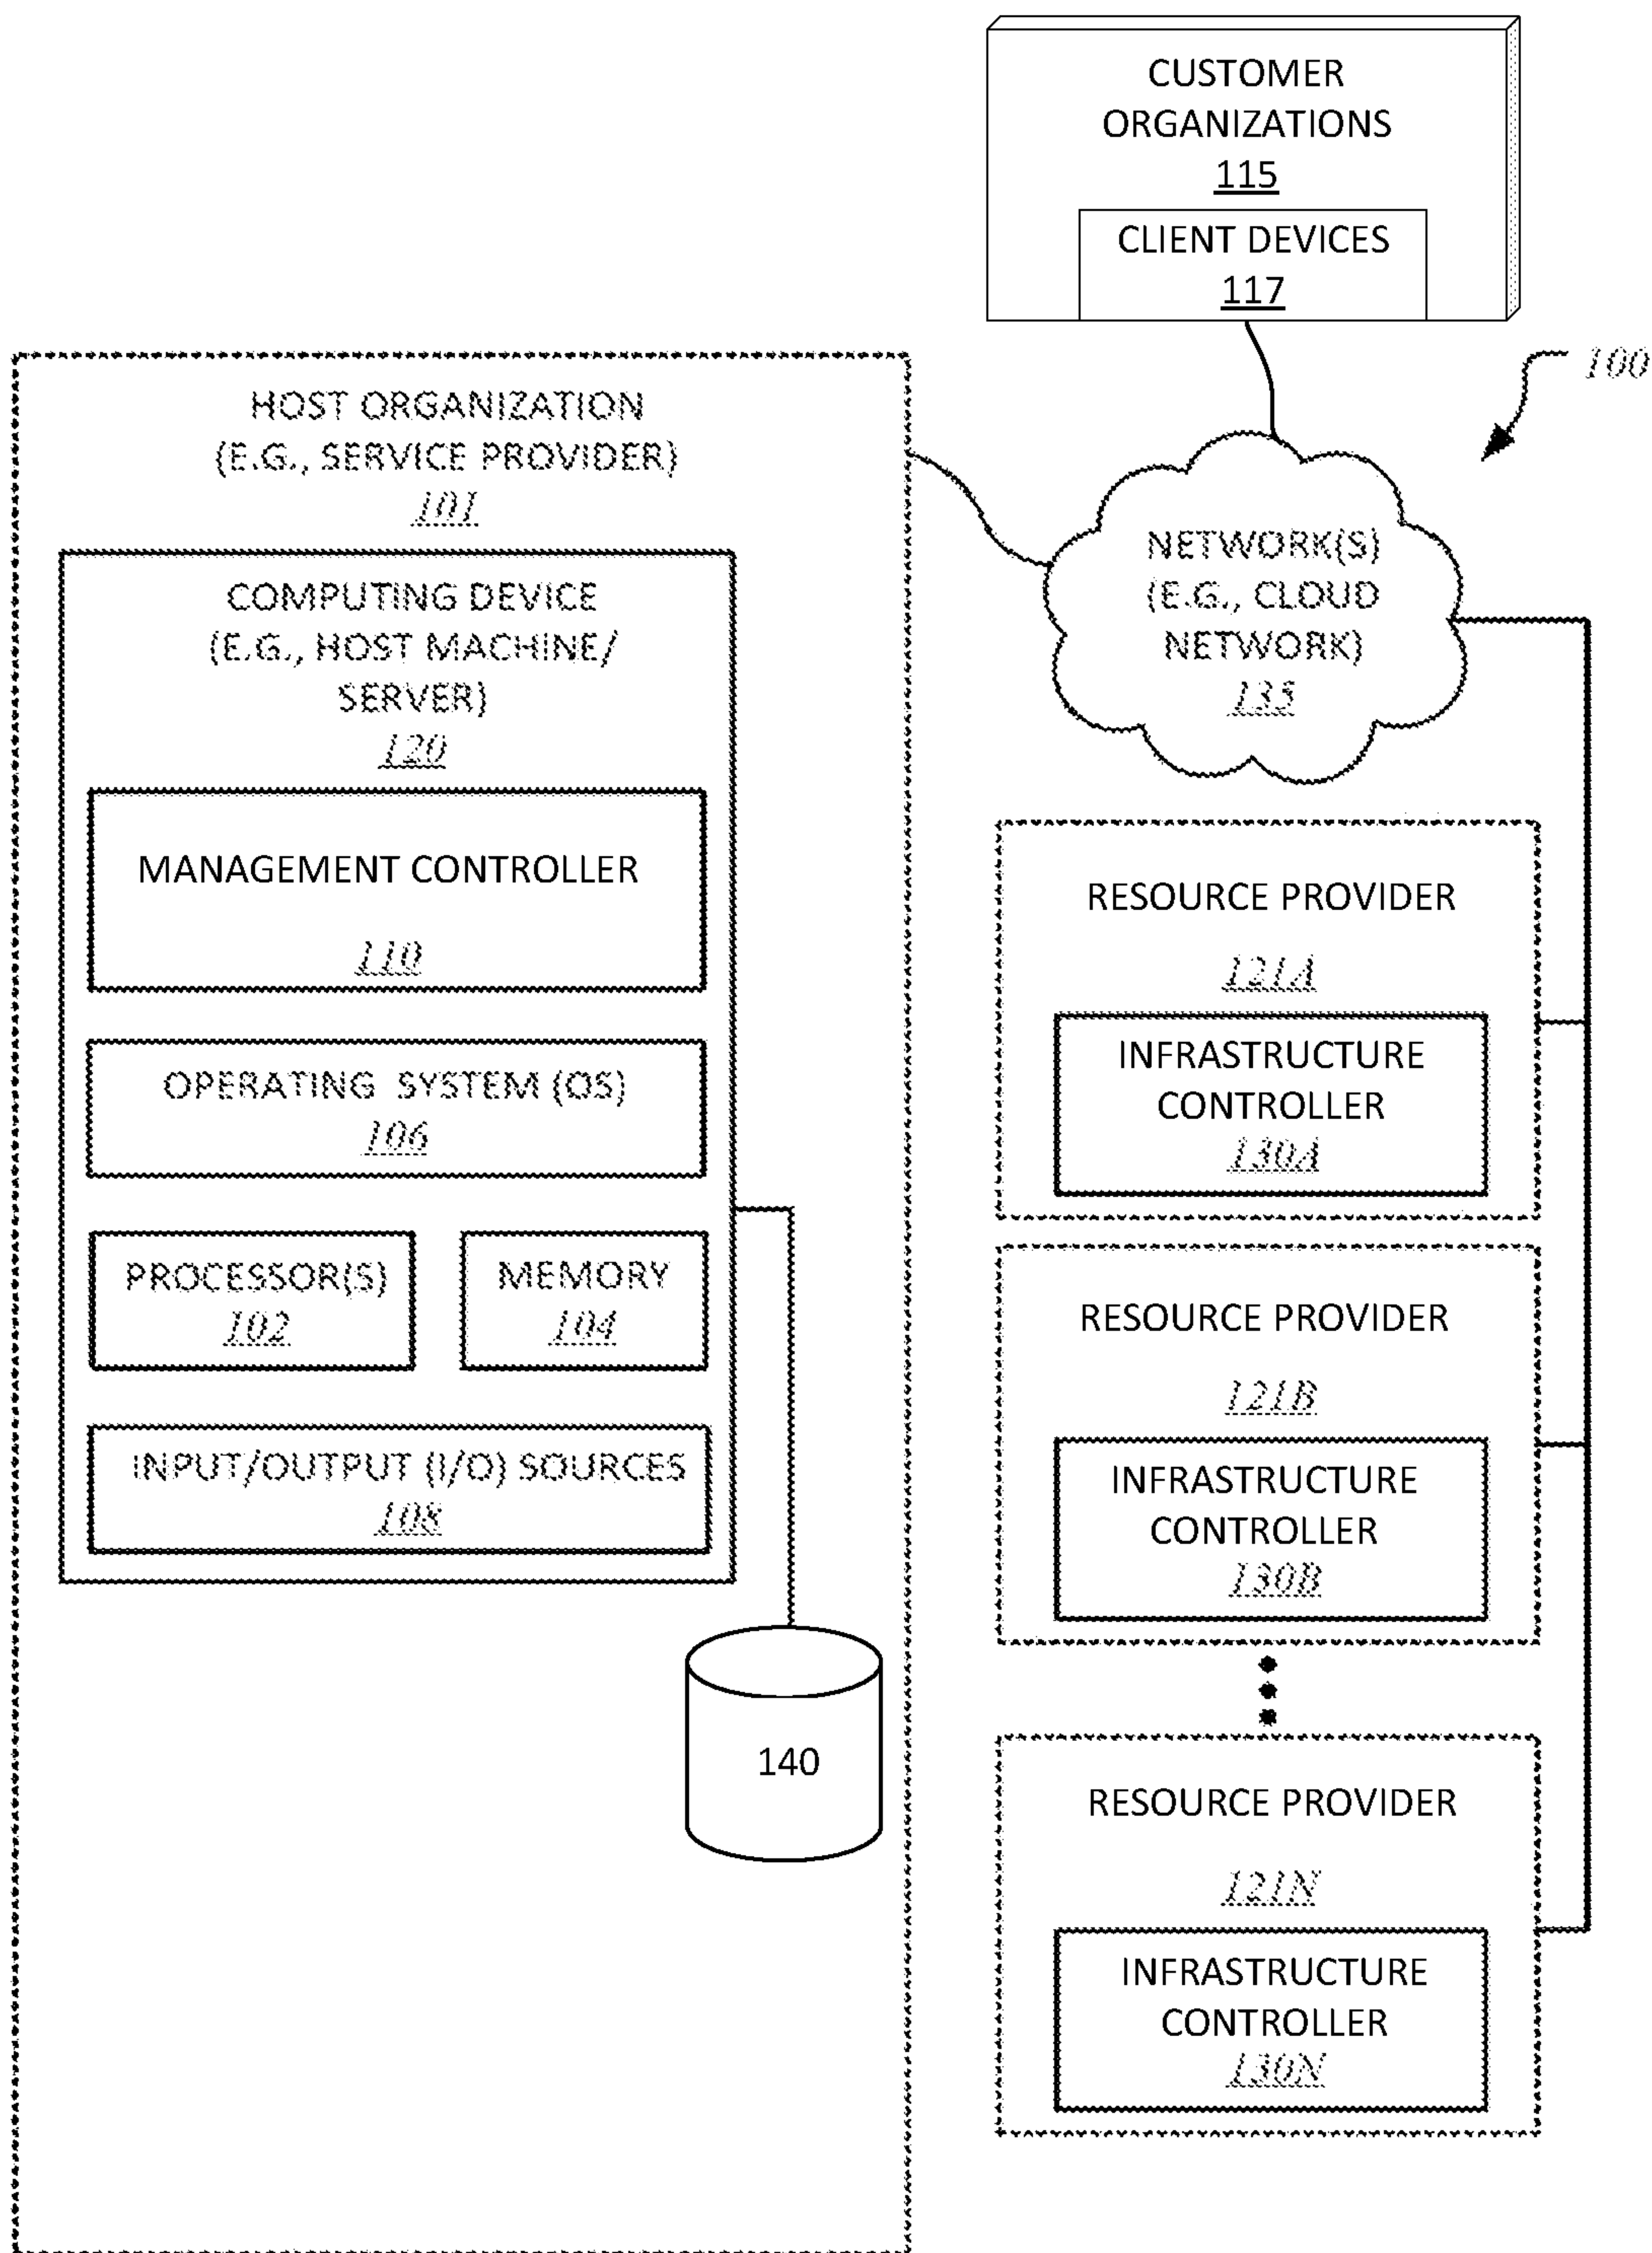 CUSTOMER
ORGANIZATIONS
115
CLIENT DEVICES
117
100
HOST ORGANIZATION
(E.G., SERVICE PROVIDER)
101
COMPUTING DEVICE
(E.G., HOST MACHINE/
SERVER)
120
MANAGEMENT CONTROLLER
110
OPERATING SYSTEM (OS)
106
PROCESSOR(S)
102
MEMORY
104
INPUT/OUTPUT (I/O) SOURCES
108
140
NETWORK(S)
(E.G., CLOUD
NETWORK)
135
RESOURCE PROVIDER
121A
INFRASTRUCTURE
CONTROLLER
130A
RESOURCE PROVIDER
121B
INFRASTRUCTURE
CONTROLLER
130B
RESOURCE PROVIDER
121N
INFRASTRUCTURE
CONTROLLER
130N